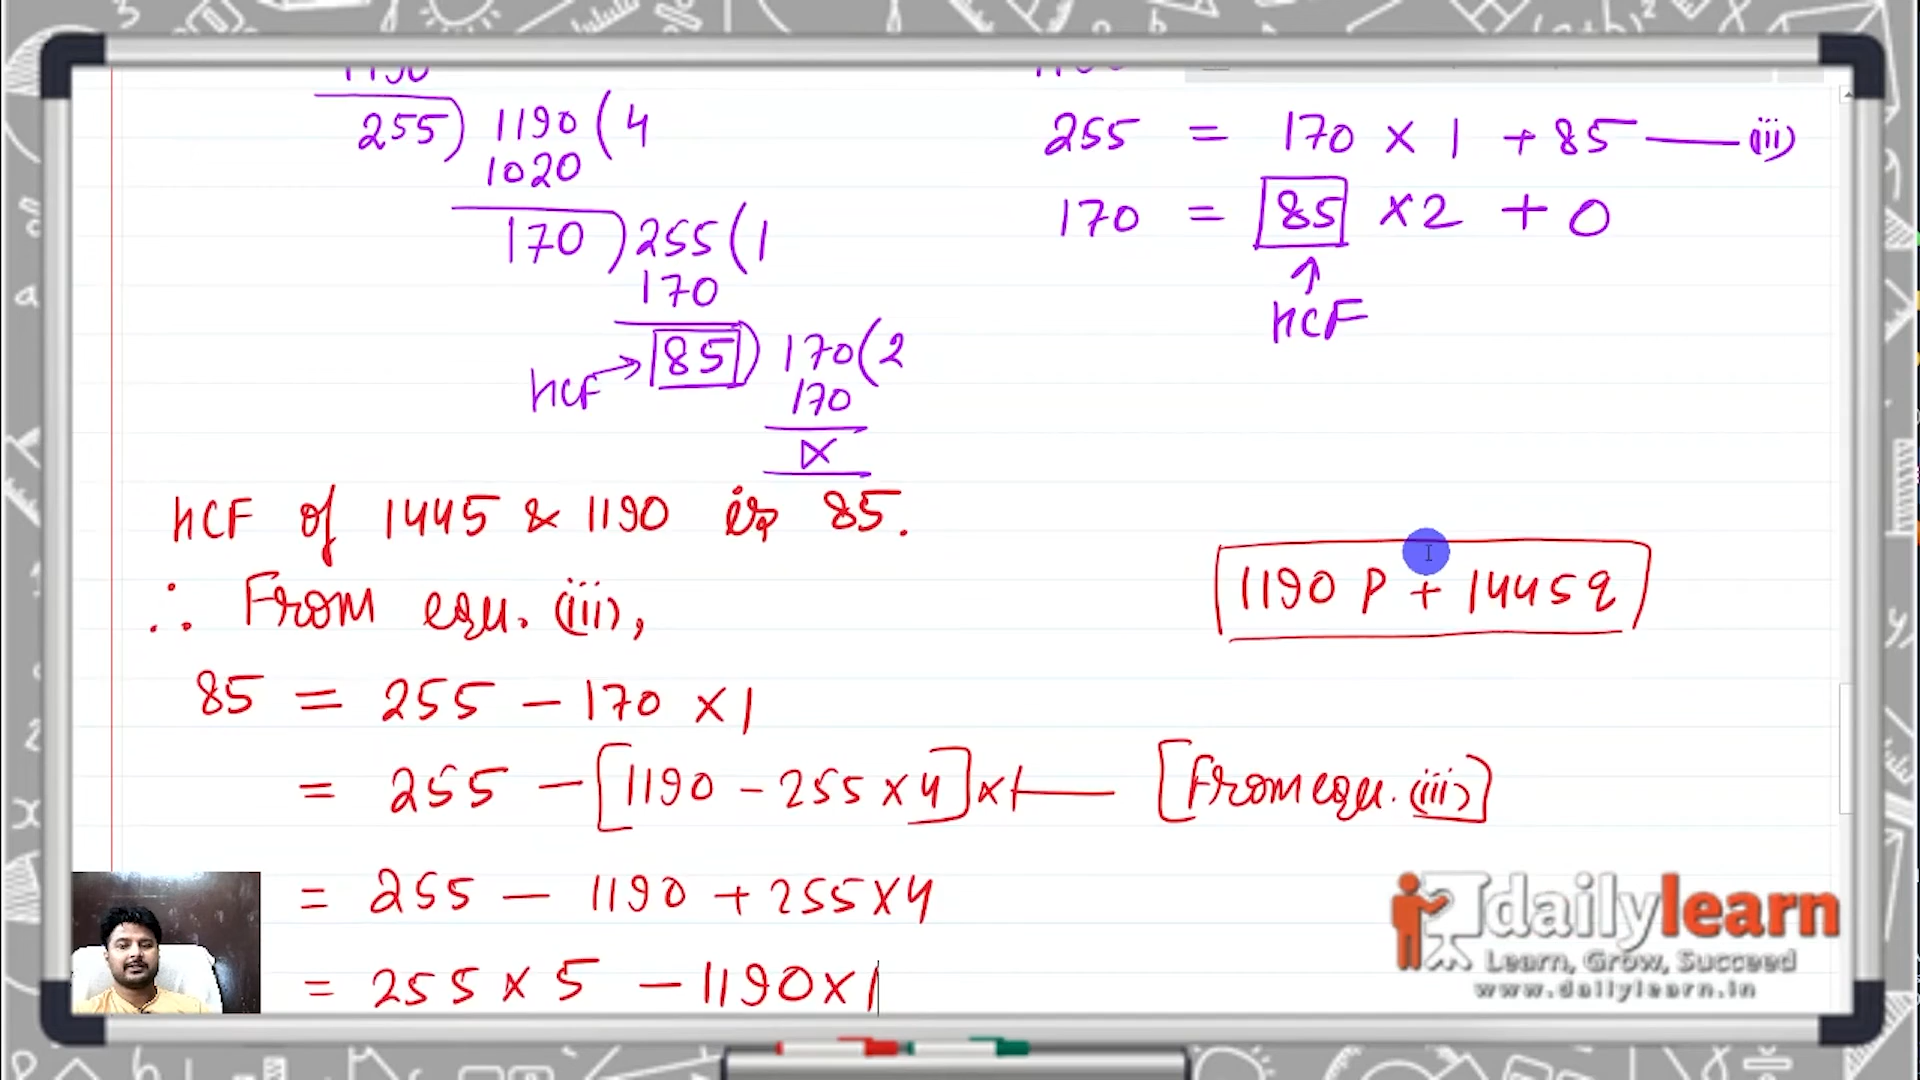 255) 1190 (4
1020
170 ) 255 (1
170
HCF → 85) 170 (2
170
255 = 170 × 1 + 85 — (iii)
170 = 85 × 2 + 0
↑
HCF
HCF of 1445 & 1190 is 85.
∴ From equ. (iii),
1190 P + 1445 q
85 = 255 – 170 × 1
= 255 – [1190 – 255 × 4] × 1 — [From equ. (iii)]
= 255 – 1190 + 255 × 4
= 255 × 5 – 1190 × 1
dailylearn
Learn, Grow, Succeed
www.dailylearn.in